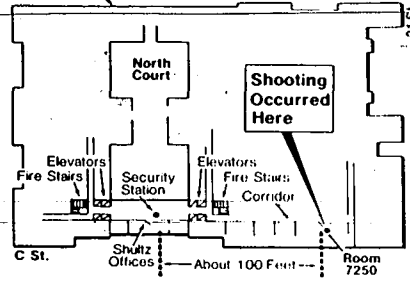 North
Court
Shooting
Occurred
Here
Elevators
Fire Stairs
Security
Station
Elevators
Fire Stairs
Corridor
Shultz
Offices
C St.
About 100 Feet
Room
7250